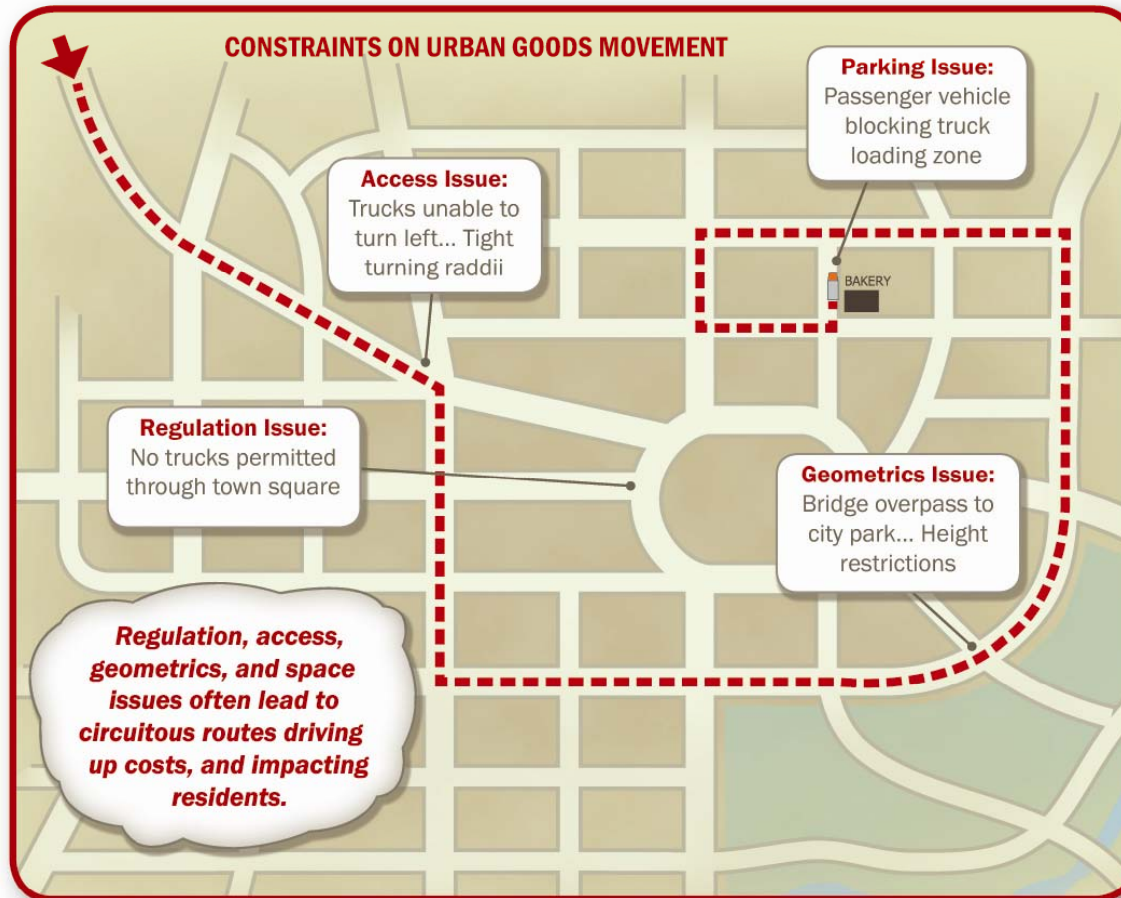 CONSTRAINTS ON URBAN GOODS MOVEMENT
Parking Issue:
Passenger vehicle
blocking truck
loading zone
Access Issue:
Trucks unable to
turn left... Tight
turning raddii
BAKERY
Regulation Issue:
No trucks permitted
through town square
Geometrics Issue:
Bridge overpass to
city park... Height
restrictions
Regulation, access,
geometrics, and space
issues often lead to
circuitous routes driving
up costs, and impacting
residents.